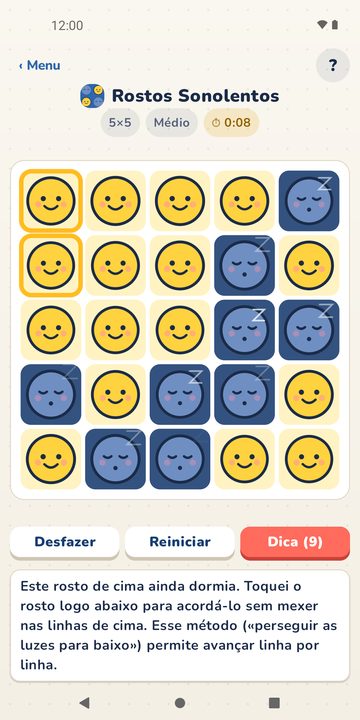 12:00
‹ Menu
?
Rostos Sonolentos
5×5
Médio
⏱ 0:08
Z
Z
Z
Z
Z
Z
Z
Z
Desfazer
Reiniciar
Dica (9)
Este rosto de cima ainda dormia. Toquei o
rosto logo abaixo para acordá-lo sem mexer
nas linhas de cima. Esse método («perseguir as
luzes para baixo») permite avançar linha por
linha.